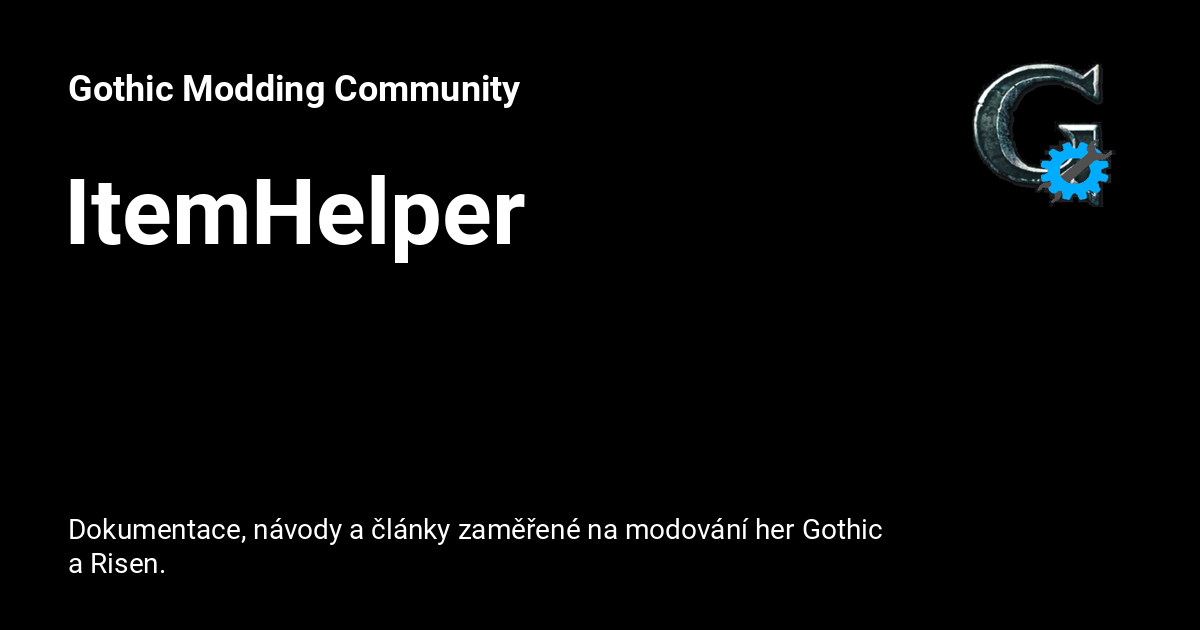 Gothic Modding Community
ItemHelper
Dokumentace, návody a články zaměřené na modování her Gothic
a Risen.